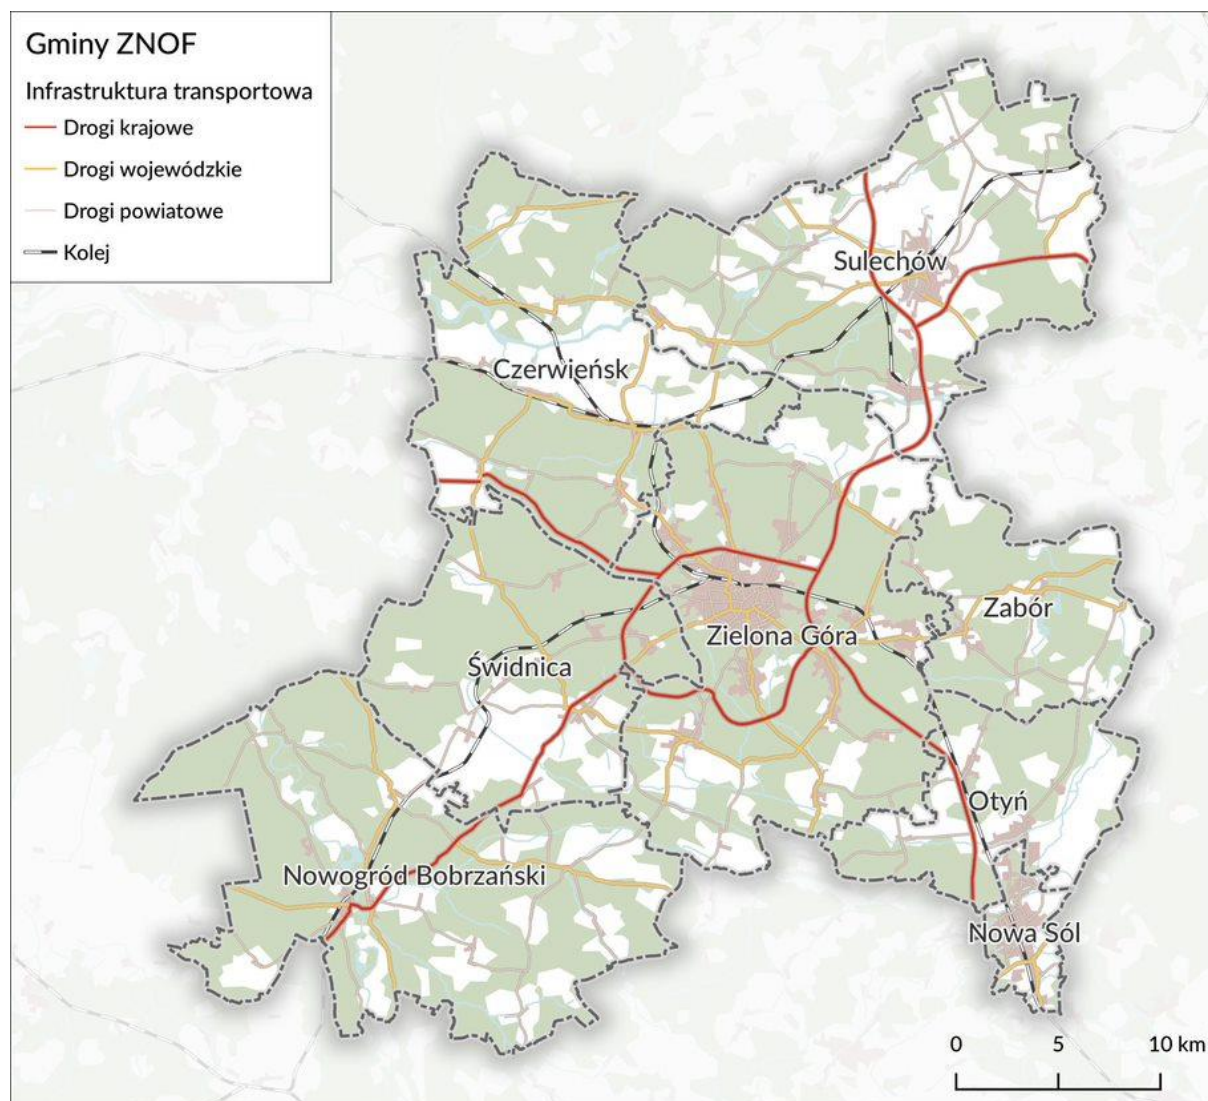 Gminy ZNOF
Infrastruktura transportowa
Drogi krajowe
Drogi wojewódzkie
Drogi powiatowe
Kolej
Sulechów
Czerwieńsk
Zabór
Zielona Góra
Świdnica
Otyń
Nowogród Bobrzański
Nowa Sól
0 5 10 km